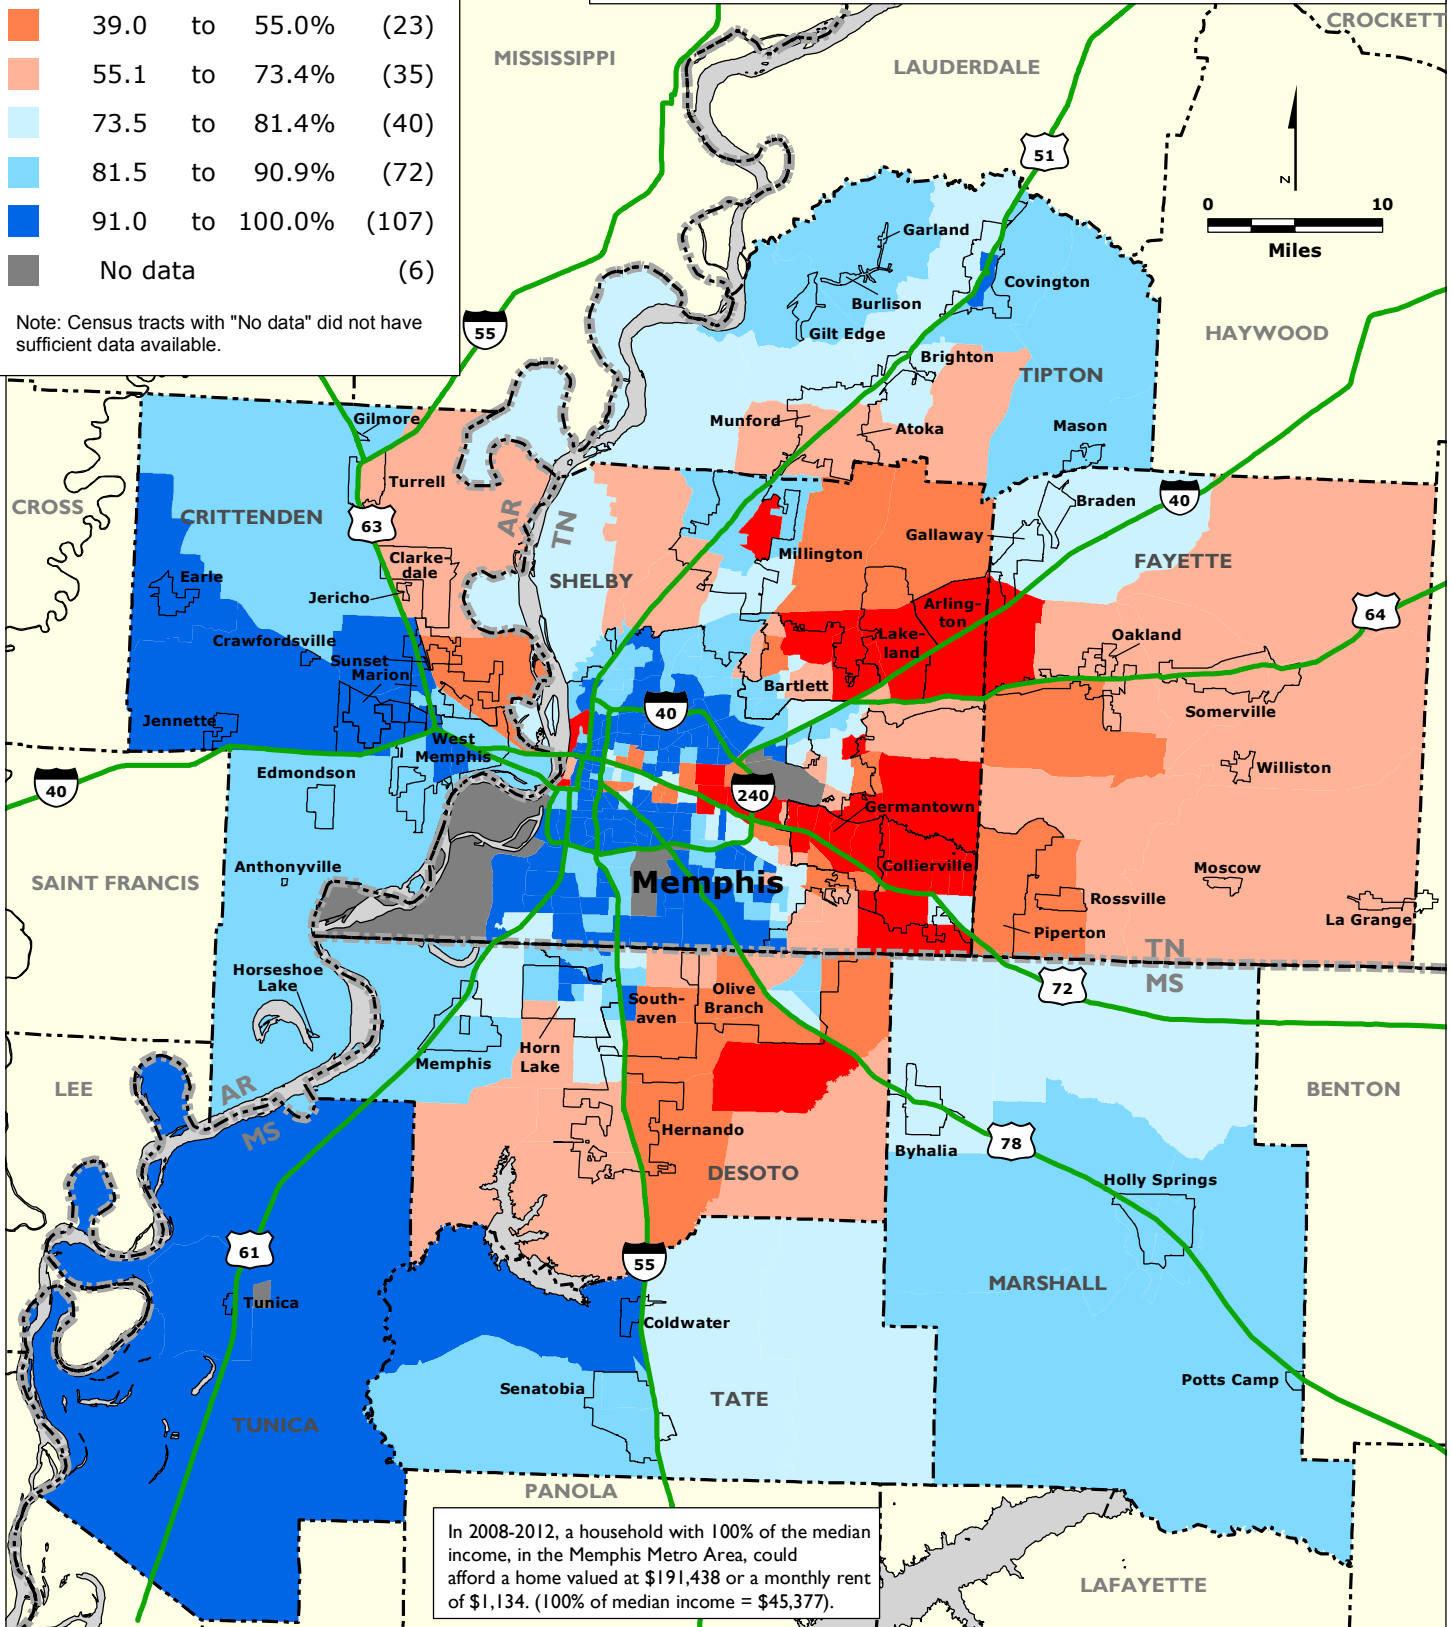 39.0 to 55.0% (23)
55.1 to 73.4% (35)
73.5 to 81.4% (40)
81.5 to 90.9% (72)
91.0 to 100.0% (107)
No data (6)
Note: Census tracts with "No data" did not have
sufficient data available.
MISSISSIPPI
LAUDERDALE
CROCKETT
51
N
0 10
Miles
Garland
Covington
Burlison
Gilt Edge
55
HAYWOOD
Brighton
TIPTON
Gilmore
Munford
Atoka
Mason
Turrell
CROSS
CRITTENDEN
63
AR
TN
Braden
40
Gallaway
Millington
FAYETTE
Clarke-
dale
SHELBY
Earle
Jericho
Arling-
ton
64
Crawfordsville
Lake-
land
Oakland
Sunset
Marion
Bartlett
Jennette
40
Somerville
West
Memphis
Edmondson
40
Williston
240
Germantown
Anthonyville
SAINT FRANCIS
Collierville
Moscow
Memphis
Rossville
La Grange
Piperton
TN
MS
Horseshoe
Lake
72
South-
aven
Olive
Branch
Horn
Lake
Memphis
LEE
AR
MS
BENTON
Hernando
78
Byhalia
DESOTO
Holly Springs
61
55
MARSHALL
Tunica
Coldwater
Potts Camp
Senatobia
TATE
TUNICA
PANOLA
In 2008-2012, a household with 100% of the median
income, in the Memphis Metro Area, could
afford a home valued at $191,438 or a monthly rent
of $1,134. (100% of median income = $45,377).
LAFAYETTE